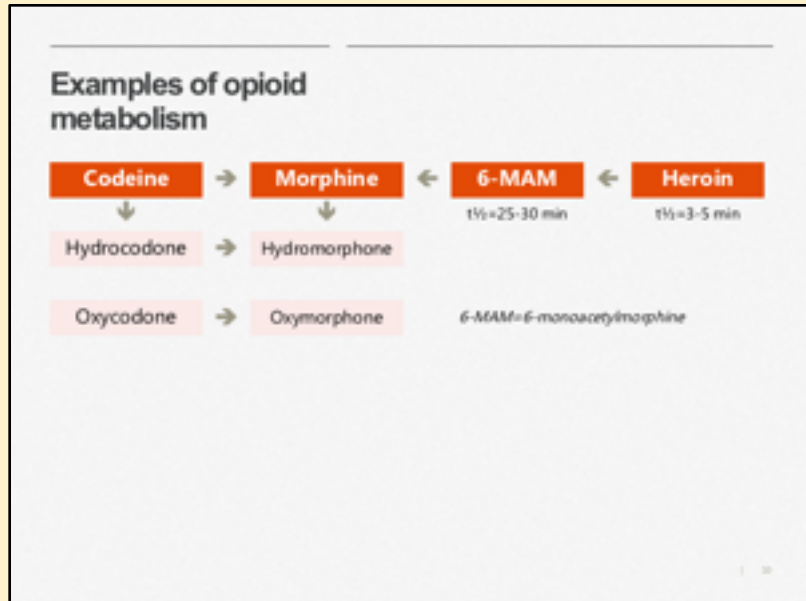 Examples of opioid
metabolism
Codeine → Morphine ← 6-MAM ← Heroin
↓ ↓ t½=25-30 min t½=3-5 min
Hydrocodone → Hydromorphone
Oxycodone → Oxymorphone 6-MAM=6-monoacetylmorphine